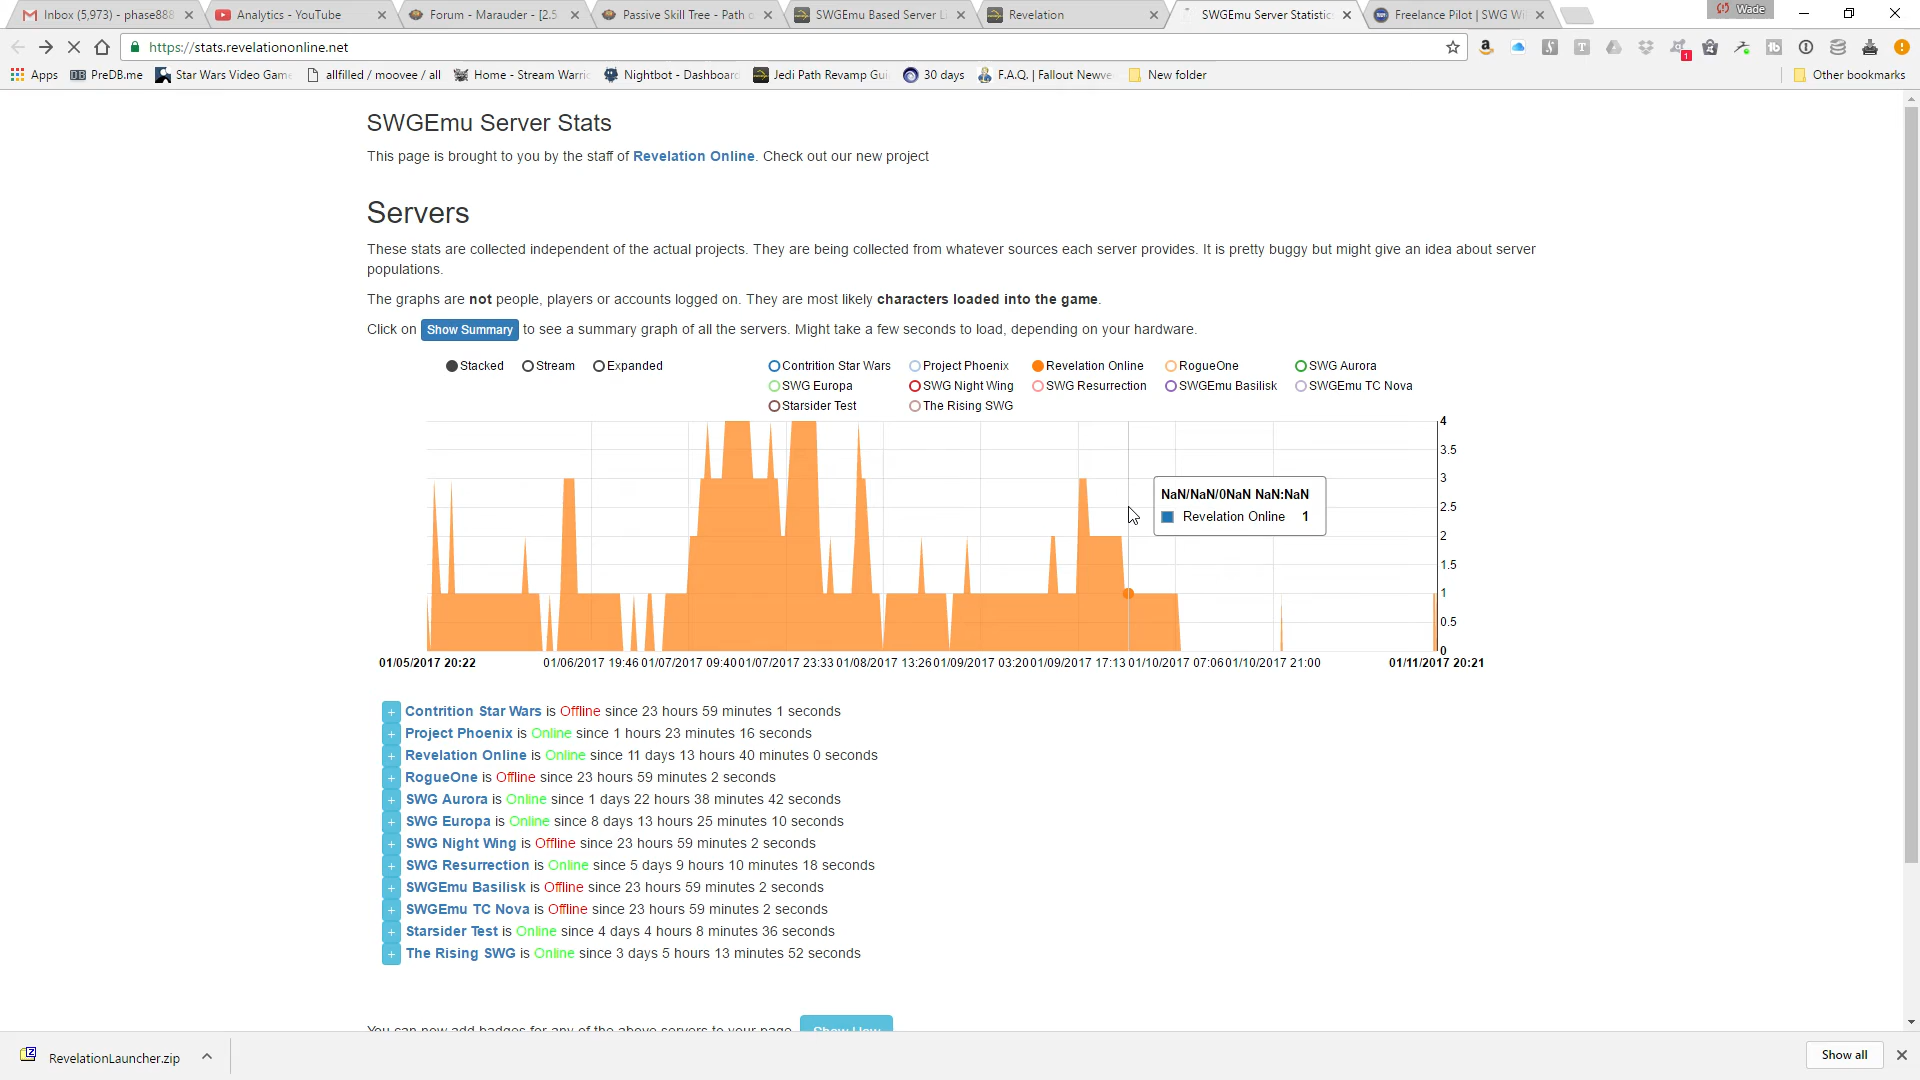 Inbox (5,973) - phase888
Analytics - YouTube
Forum - Marauder - [2.5
Passive Skill Tree - Path o
SWGEmu Based Server L
Revelation
SWGEmu Server Statistic
Freelance Pilot | SWG Wi
Wade
https://stats.revelationonline.net
1
Apps
PreDB.me
Star Wars Video Game
allfilled / moovee / all
Home - Stream Warrio
Nightbot - Dashboard
Jedi Path Revamp Gui
30 days
F.A.Q. | Fallout Newve
New folder
Other bookmarks
SWGEmu Server Stats
This page is brought to you by the staff of Revelation Online. Check out our new project
Servers
These stats are collected independent of the actual projects. They are being collected from whatever sources each server provides. It is pretty buggy but might give an idea about server
populations.
The graphs are not people, players or accounts logged on. They are most likely characters loaded into the game.
Click on Show Summary to see a summary graph of all the servers. Might take a few seconds to load, depending on your hardware.
Stacked Stream Expanded
Contrition Star Wars Project Phoenix Revelation Online RogueOne SWG Aurora
SWG Europa SWG Night Wing SWG Resurrection SWGEmu Basilisk SWGEmu TC Nova
Starsider Test The Rising SWG
4
3.5
3
2.5
2
1.5
1
0.5
0
NaN/NaN/0NaN NaN:NaN
Revelation Online 1
01/05/2017 20:22 01/06/2017 19:46 01/07/2017 09:40 01/07/2017 23:33 01/08/2017 13:26 01/09/2017 03:20 01/09/2017 17:13 01/10/2017 07:06 01/10/2017 21:00 01/11/2017 20:21
+ Contrition Star Wars is Offline since 23 hours 59 minutes 1 seconds
+ Project Phoenix is Online since 1 hours 23 minutes 16 seconds
+ Revelation Online is Online since 11 days 13 hours 40 minutes 0 seconds
+ RogueOne is Offline since 23 hours 59 minutes 2 seconds
+ SWG Aurora is Online since 1 days 22 hours 38 minutes 42 seconds
+ SWG Europa is Online since 8 days 13 hours 25 minutes 10 seconds
+ SWG Night Wing is Offline since 23 hours 59 minutes 2 seconds
+ SWG Resurrection is Online since 5 days 9 hours 10 minutes 18 seconds
+ SWGEmu Basilisk is Offline since 23 hours 59 minutes 2 seconds
+ SWGEmu TC Nova is Offline since 23 hours 59 minutes 2 seconds
+ Starsider Test is Online since 4 days 4 hours 8 minutes 36 seconds
+ The Rising SWG is Online since 3 days 5 hours 13 minutes 52 seconds
You can now add badges for any of the above servers to your page. Show How
RevelationLauncher.zip
Show all